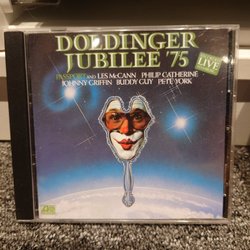 DOLDINGER
JUBILEE '75
PASSPORT AND LES McCANN PHILIP CATHERINE
JOHNNY GRIFFIN BUDDY GUY PETE YORK
LIVE